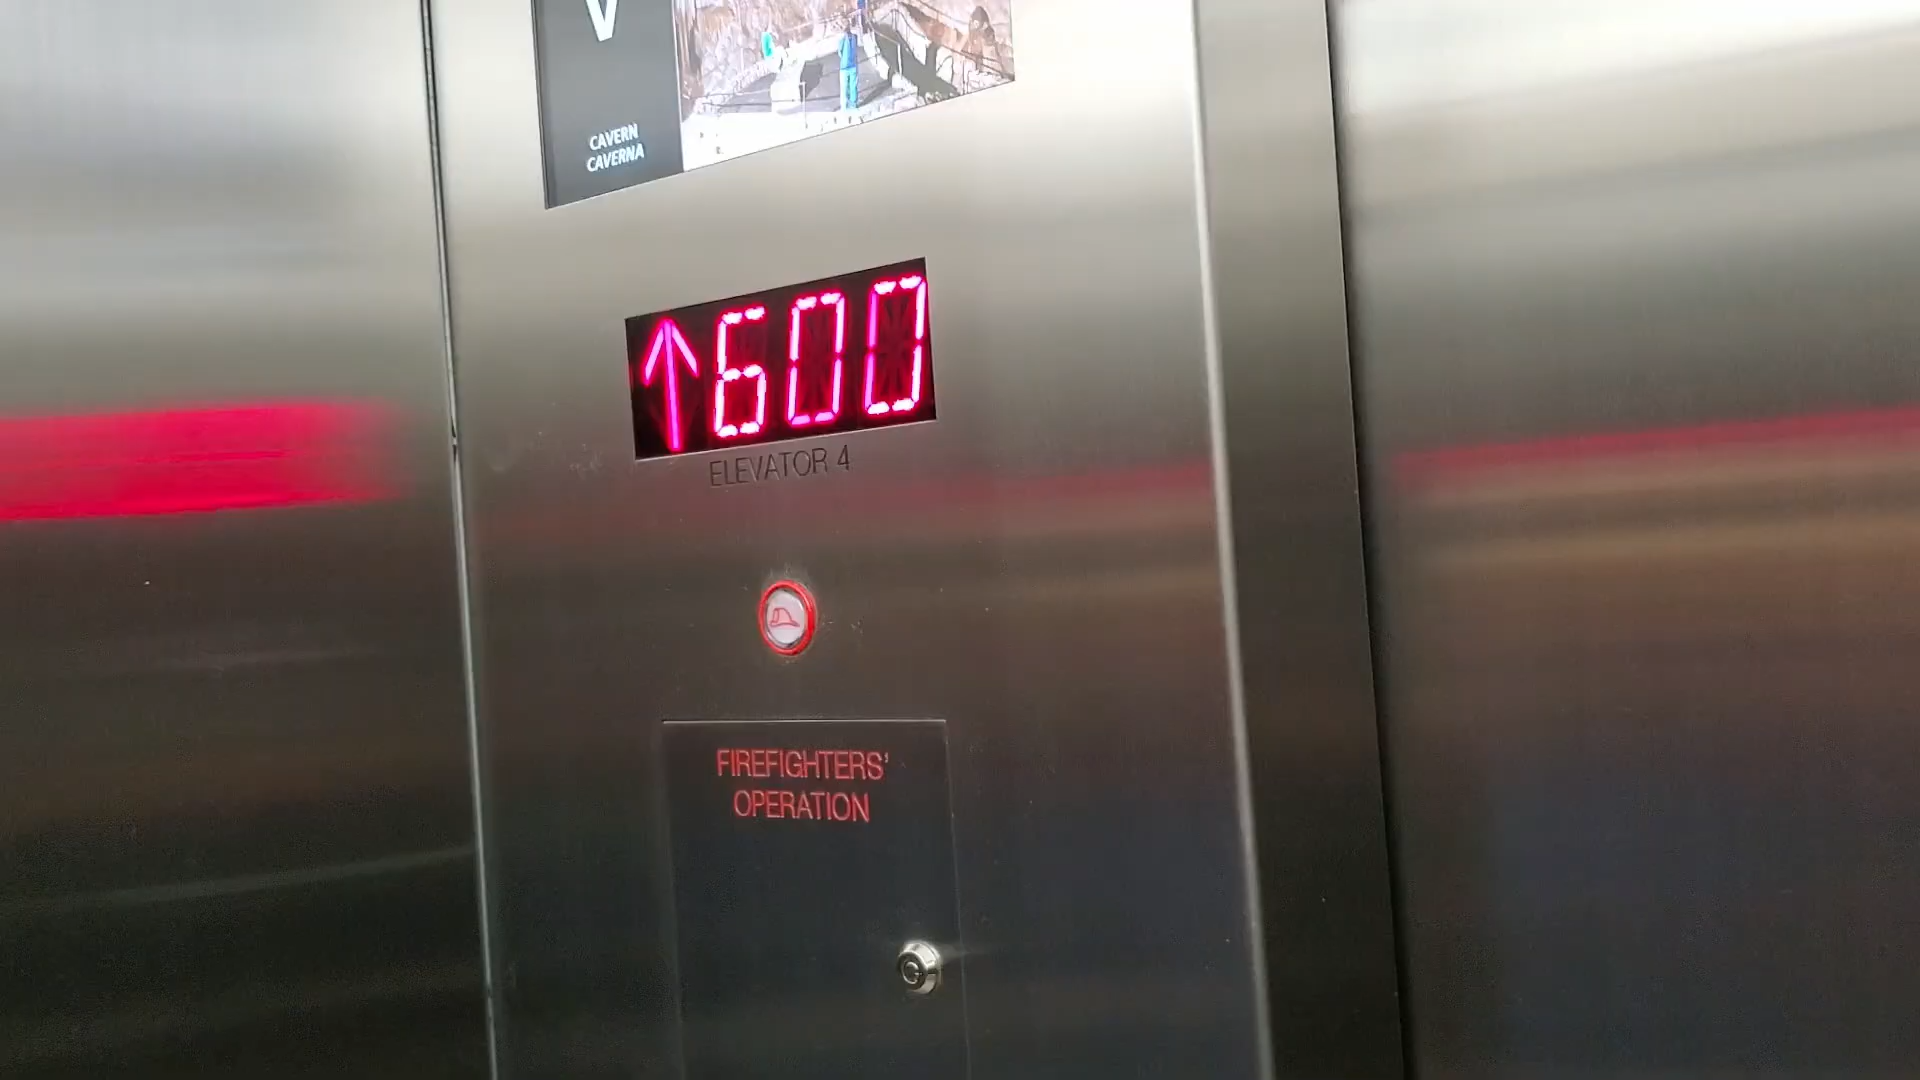 V
CAVERN
CAVERNA
↑600
ELEVATOR 4
FIREFIGHTERS'
OPERATION